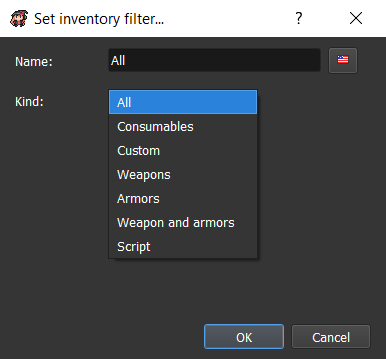 Set inventory filter...
?
Name:
All
Kind:
All
Consumables
Custom
Weapons
Armors
Weapon and armors
Script
OK
Cancel